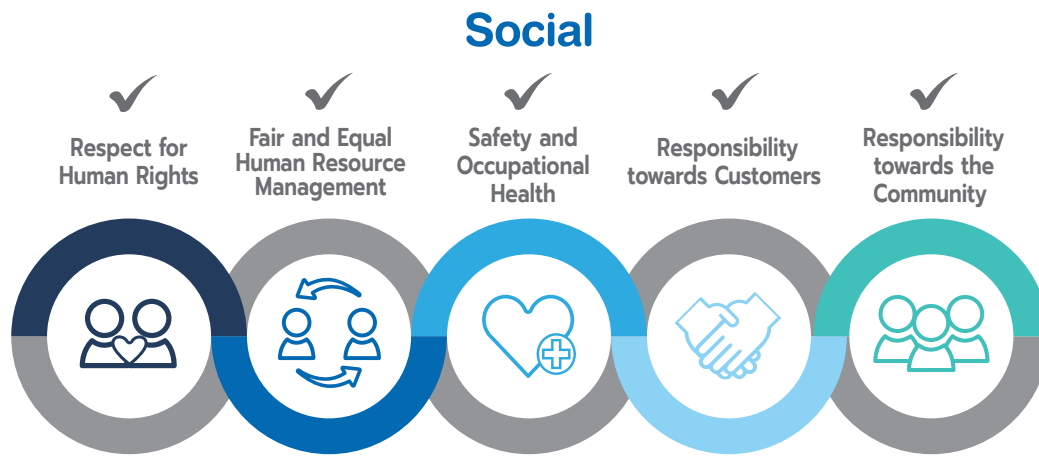 Social
Respect for
Human Rights
Fair and Equal
Human Resource
Management
Safety and
Occupational
Health
Responsibility
towards Customers
Responsibility
towards the
Community